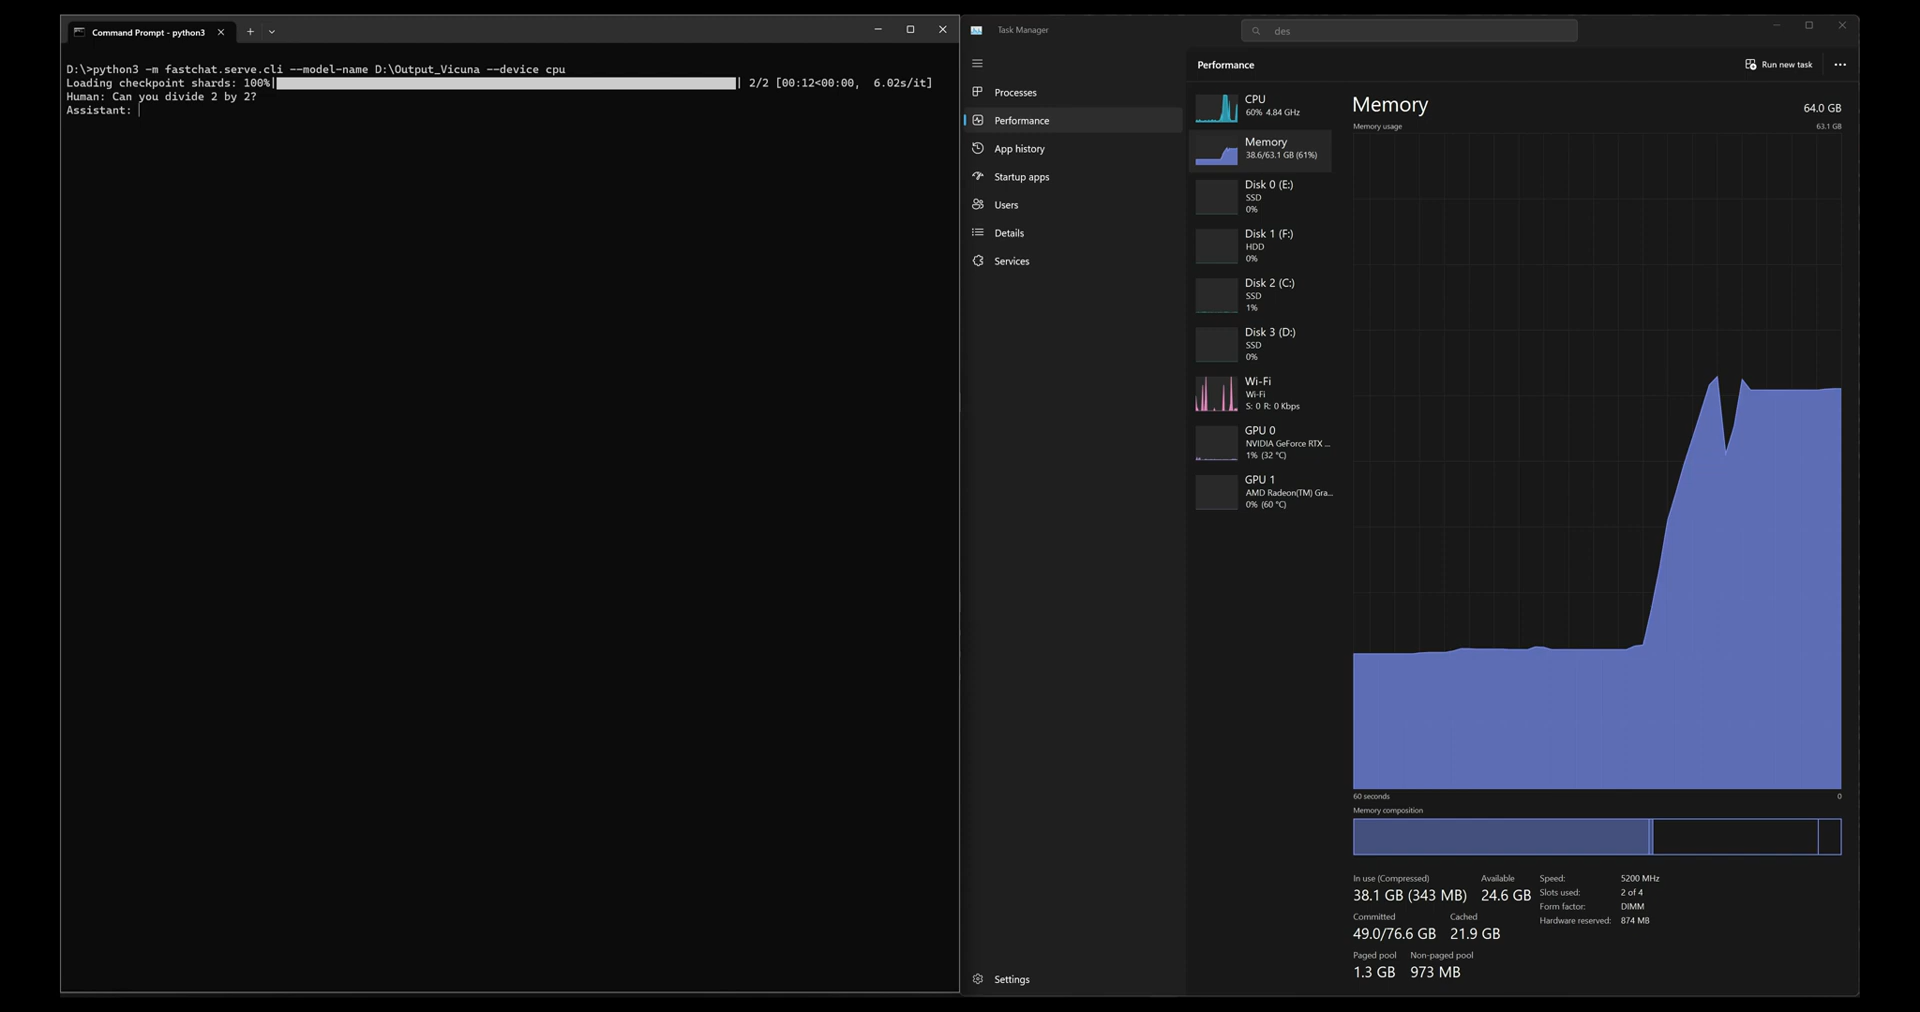 Command Prompt - python3
D:\>python3 -m fastchat.serve.cli --model-name D:\Output_Vicuna --device cpu
Loading checkpoint shards: 100%| | 2/2 [00:12<00:00, 6.02s/it]
Human: Can you divide 2 by 2?
Assistant:
Task Manager
des
Processes
Performance
App history
Startup apps
Users
Details
Services
Settings
Performance
Run new task
CPU
60% 4.84 GHz
Memory
38.6/63.1 GB (61%)
Disk 0 (E:)
SSD
0%
Disk 1 (F:)
HDD
0%
Disk 2 (C:)
SSD
1%
Disk 3 (D:)
SSD
0%
Wi-Fi
Wi-Fi
S: 0 R: 0 Kbps
GPU 0
NVIDIA GeForce RTX ...
1% (32 °C)
GPU 1
AMD Radeon(TM) Gra...
0% (60 °C)
Memory 64.0 GB
Memory usage 63.1 GB
60 seconds 0
Memory composition
In use (Compressed) Available
38.1 GB (343 MB) 24.6 GB
Committed Cached
49.0/76.6 GB 21.9 GB
Paged pool Non-paged pool
1.3 GB 973 MB
Speed: 5200 MHz
Slots used: 2 of 4
Form factor: DIMM
Hardware reserved: 874 MB